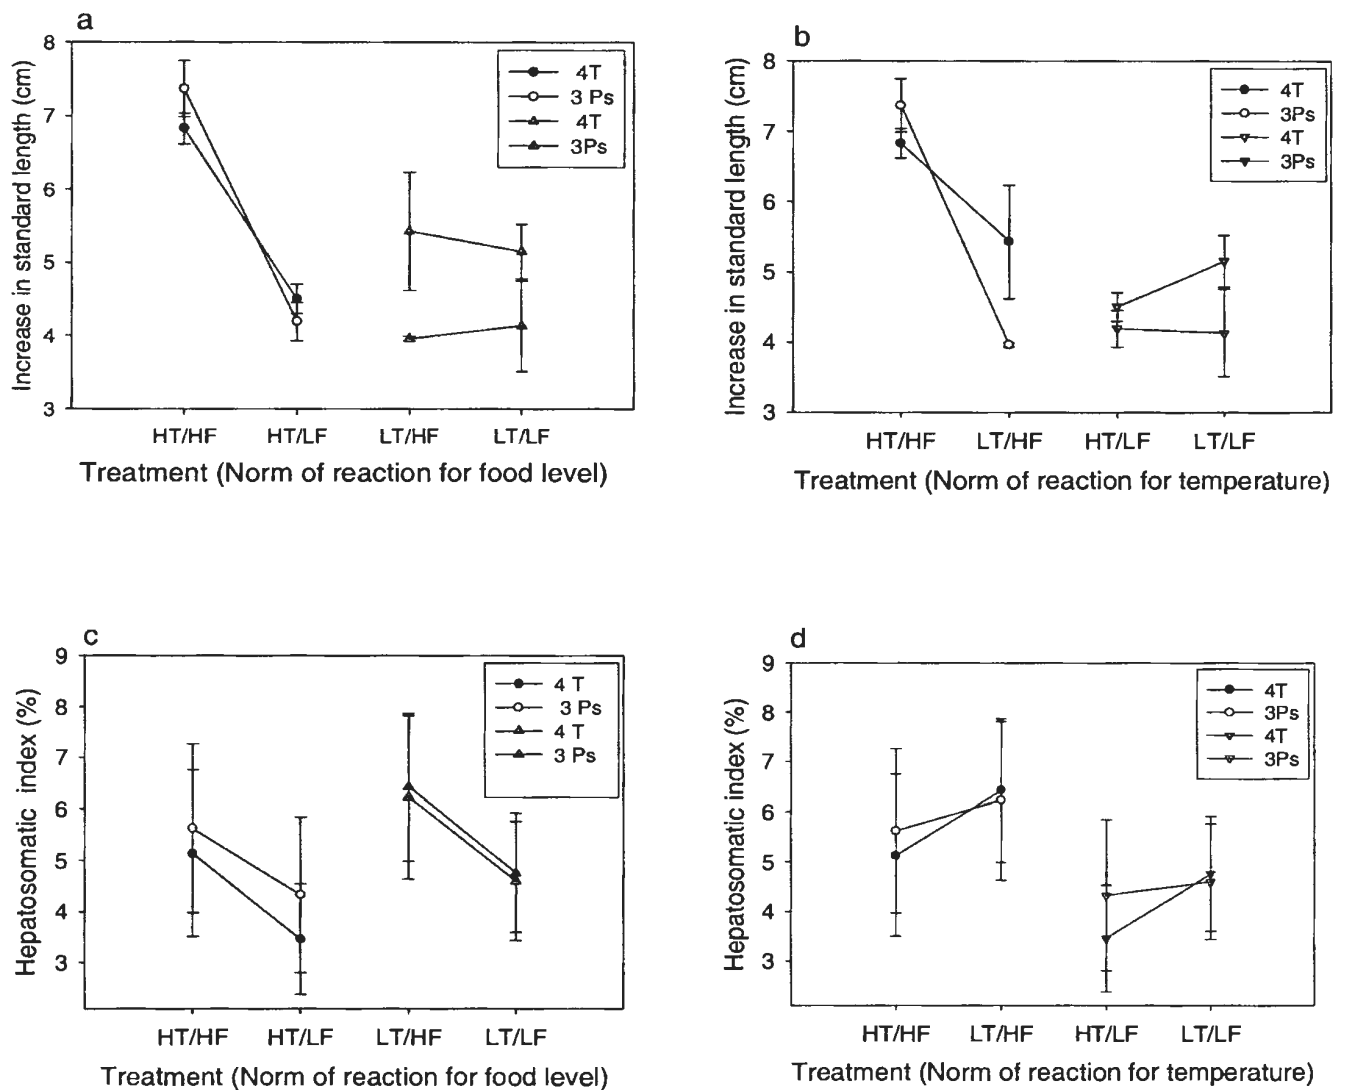 a
8
7
6
5
4
3
Increase in standard length (cm)
4T
3 Ps
4T
3Ps
HT/HF HT/LF LT/HF LT/LF
Treatment (Norm of reaction for food level)
b
8
7
6
5
4
3
Increase in standard length (cm)
4T
3Ps
4T
3Ps
HT/HF LT/HF HT/LF LT/LF
Treatment (Norm of reaction for temperature)
c
9
8
7
6
5
4
3
Hepatosomatic index (%)
4 T
3 Ps
4 T
3 Ps
HT/HF HT/LF LT/HF LT/LF
Treatment (Norm of reaction for food level)
d
9
8
7
6
5
4
3
Hepatosomatic index (%)
4T
3Ps
4T
3Ps
HT/HF LT/HF HT/LF LT/LF
Treatment (Norm of reaction for temperature)